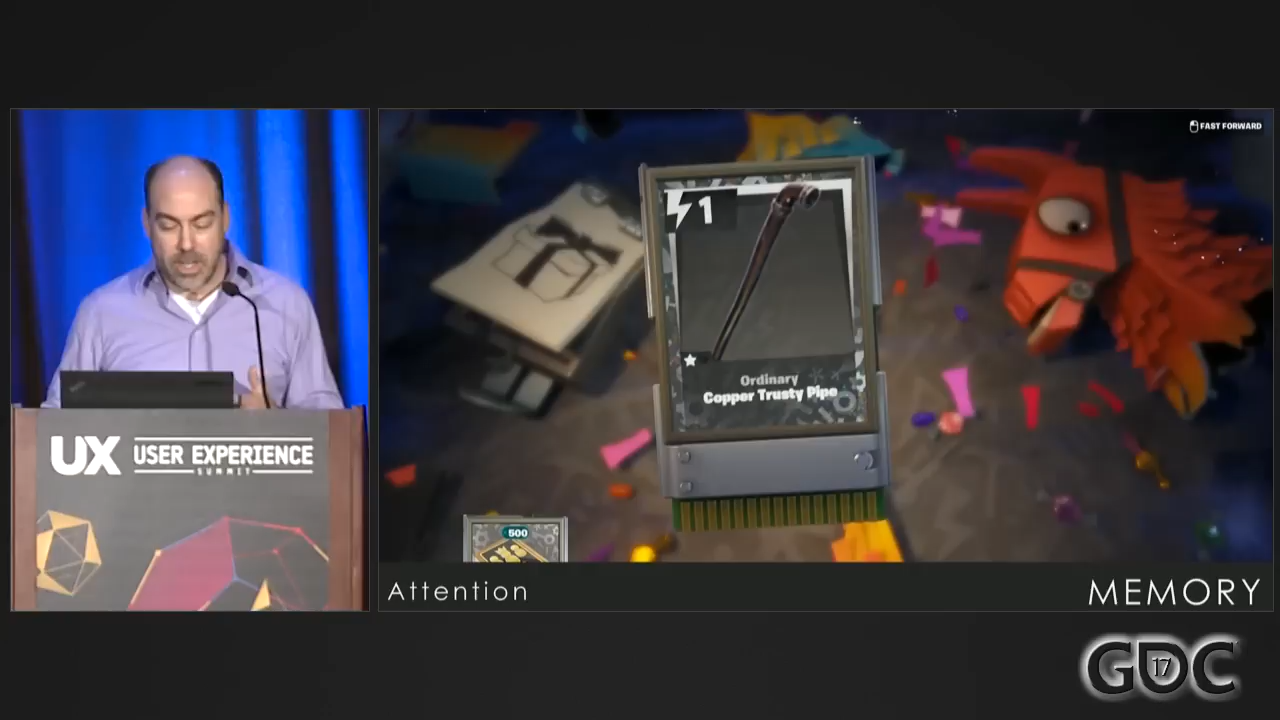 FAST FORWARD
1
Ordinary
Copper Trusty Pipe
500
UX USER EXPERIENCE
SUMMIT
Attention
MEMORY
GDC
17